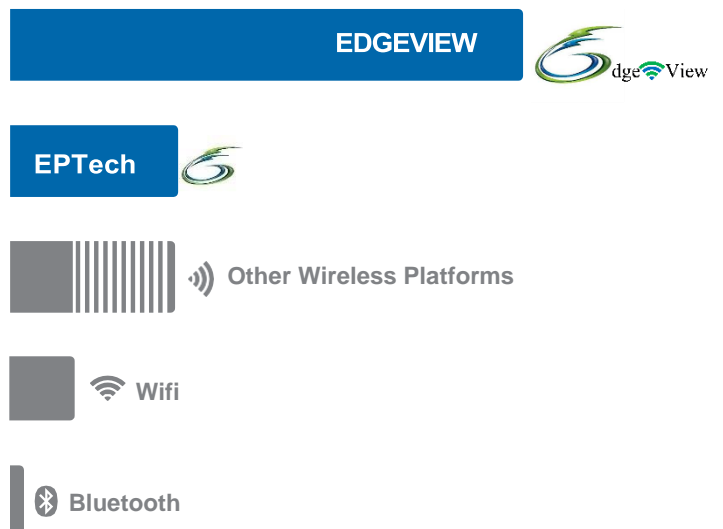 EDGEVIEW
dge View
EPTech
Other Wireless Platforms
Wifi
Bluetooth